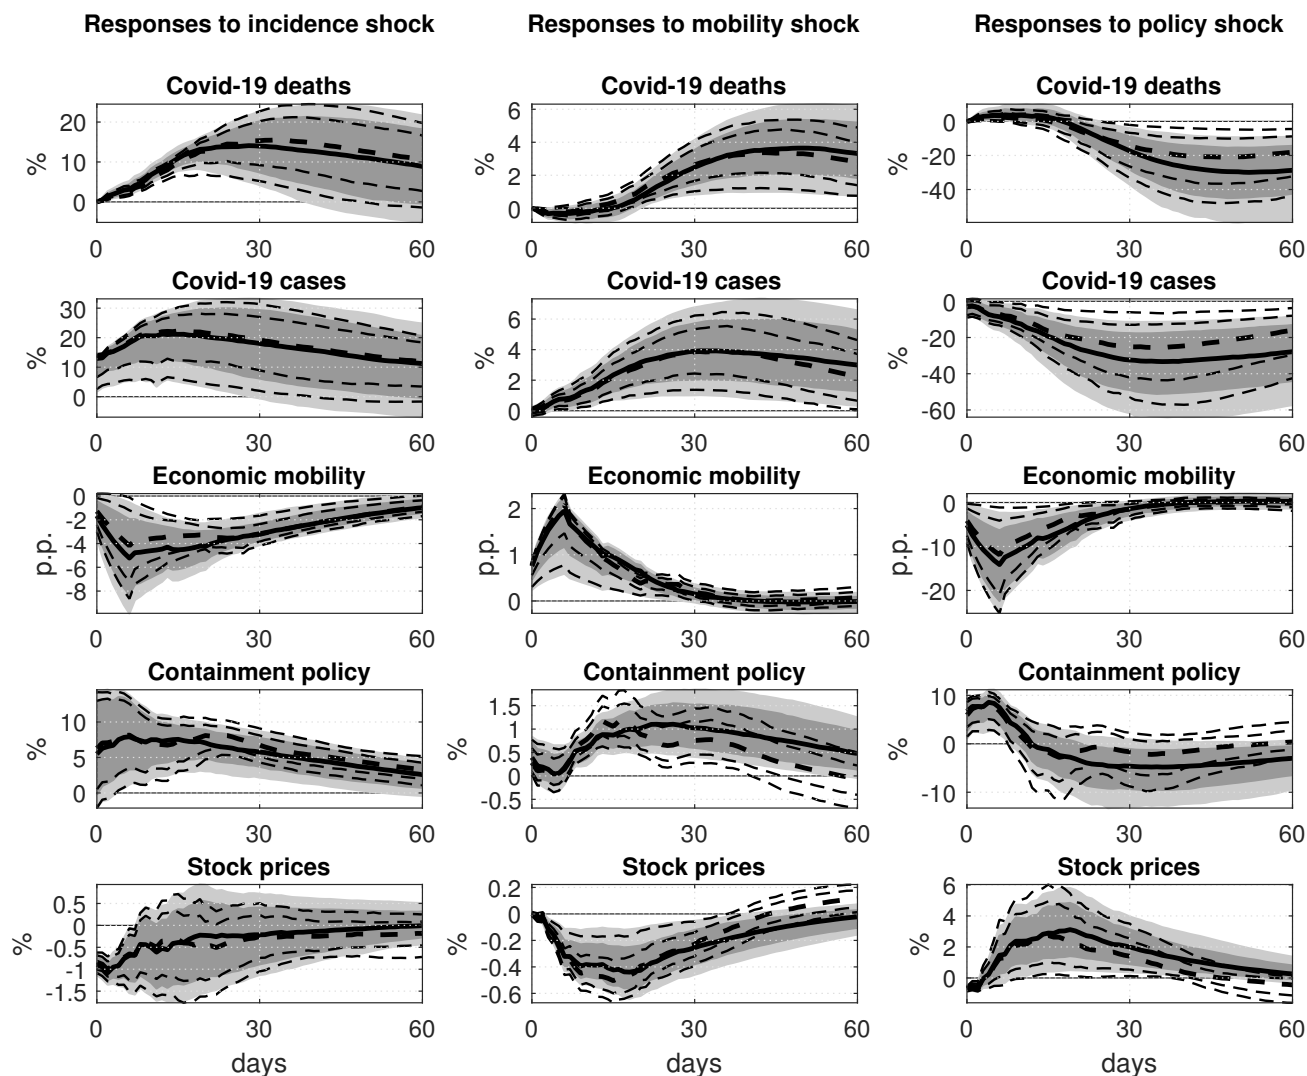 Responses to incidence shock Responses to mobility shock Responses to policy shock
Covid-19 deaths Covid-19 deaths Covid-19 deaths
20
10
0
%
0 30 60
6
4
2
0
%
0 30 60
0
-20
-40
%
0 30 60
Covid-19 cases Covid-19 cases Covid-19 cases
30
20
10
0
%
0 30 60
6
4
2
0
%
0 30 60
0
-20
-40
-60
%
0 30 60
Economic mobility Economic mobility Economic mobility
0
-2
-4
-6
-8
p.p.
0 30 60
2
1
0
p.p.
0 30 60
0
-10
-20
p.p.
0 30 60
Containment policy Containment policy Containment policy
10
5
0
%
0 30 60
1.5
1
0.5
0
-0.5
%
0 30 60
10
0
-10
%
0 30 60
Stock prices Stock prices Stock prices
0.5
0
-0.5
-1
-1.5
%
0 30 60
days
0.2
0
-0.2
-0.4
-0.6
%
0 30 60
days
6
4
2
0
%
0 30 60
days